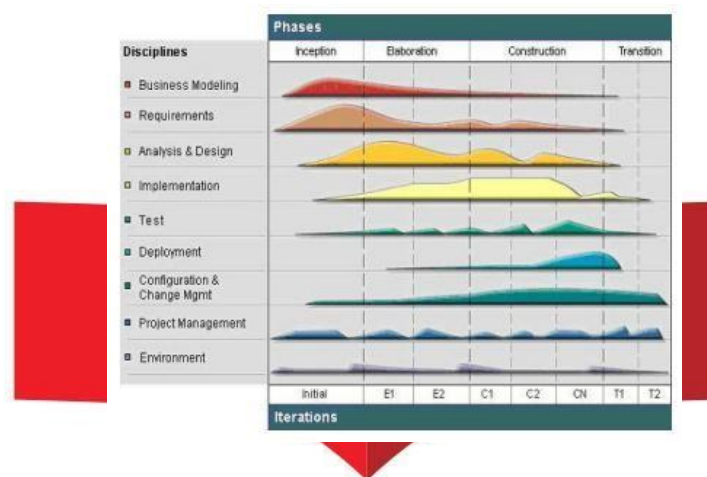 Phases
Disciplines
Inception
Elaboration
Construction
Transition
Business Modeling
Requirements
Analysis & Design
Implementation
Test
Deployment
Configuration &
Change Mgmt
Project Management
Environment
Initial
E1
E2
C1
C2
CN
T1
T2
Iterations